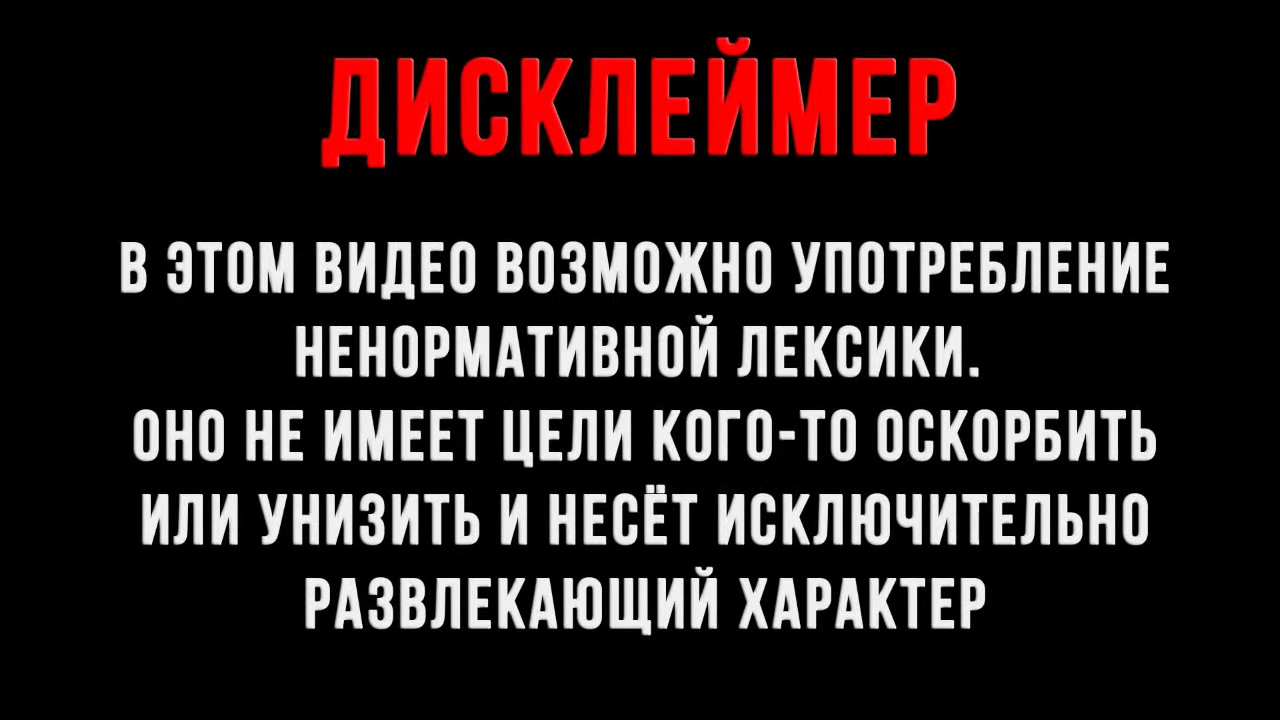 ДИСКЛЕЙМЕР
В ЭТОМ ВИДЕО ВОЗМОЖНО УПОТРЕБЛЕНИЕ
НЕНОРМАТИВНОЙ ЛЕКСИКИ.
ОНО НЕ ИМЕЕТ ЦЕЛИ КОГО-ТО ОСКОРБИТЬ
ИЛИ УНИЗИТЬ И НЕСЁТ ИСКЛЮЧИТЕЛЬНО
РАЗВЛЕКАЮЩИЙ ХАРАКТЕР